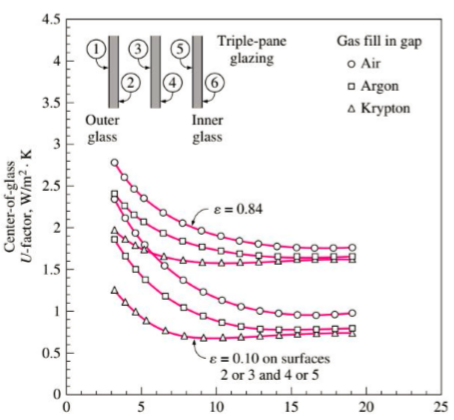 4.5
4
3.5
3
2.5
2
1.5
1
0.5
0
0
5
10
15
20
25
Center-of-glass
U-factor, W/m² · K
1
2
3
4
5
6
Outer
glass
Inner
glass
Triple-pane
glazing
Gas fill in gap
Air
Argon
Krypton
ε = 0.84
ε = 0.10 on surfaces
2 or 3 and 4 or 5